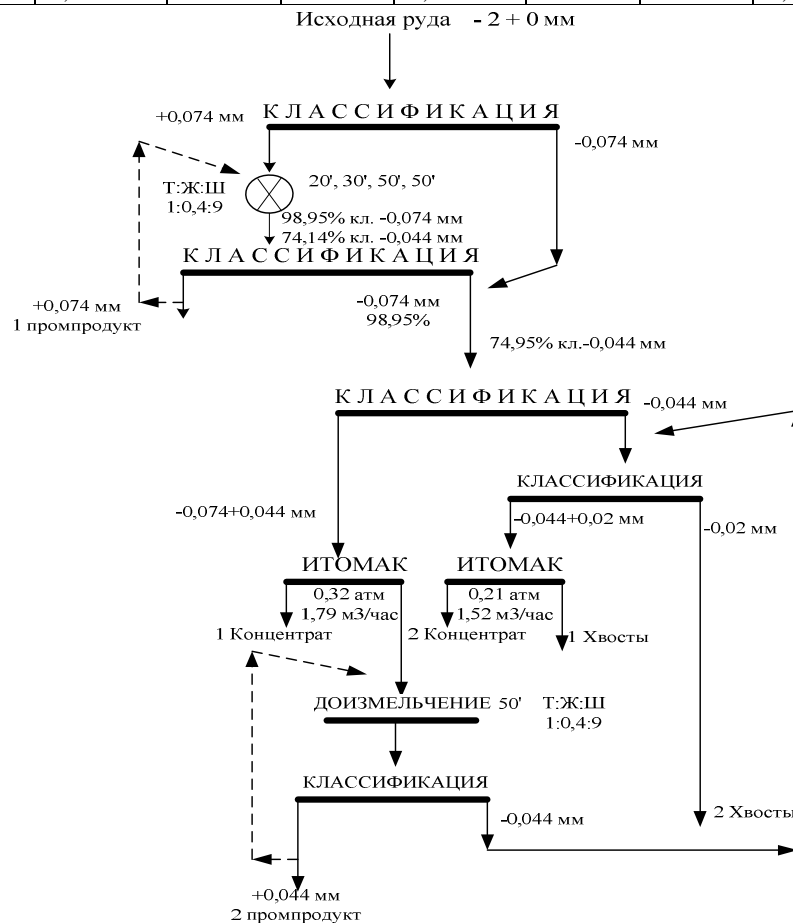 Исходная руда - 2 + 0 мм
КЛАССИФИКАЦИЯ
+0,074 мм
-0,074 мм
Т:Ж:Ш
1:0,4:9
20', 30', 50', 50'
98,95% кл. -0,074 мм
74,14% кл. -0,044 мм
КЛАССИФИКАЦИЯ
+0,074 мм
1 промпродукт
-0,074 мм
98,95%
74,95% кл.-0,044 мм
КЛАССИФИКАЦИЯ
-0,044 мм
КЛАССИФИКАЦИЯ
-0,074+0,044 мм
-0,044+0,02 мм
-0,02 мм
ИТОМАК
0,32 атм
1,79 м3/час
ИТОМАК
0,21 атм
1,52 м3/час
1 Концентрат
2 Концентрат
1 Хвосты
ДОИЗМЕЛЬЧЕНИЕ 50'
Т:Ж:Ш
1:0,4:9
КЛАССИФИКАЦИЯ
-0,044 мм
2 Хвосты
+0,044 мм
2 промпродукт